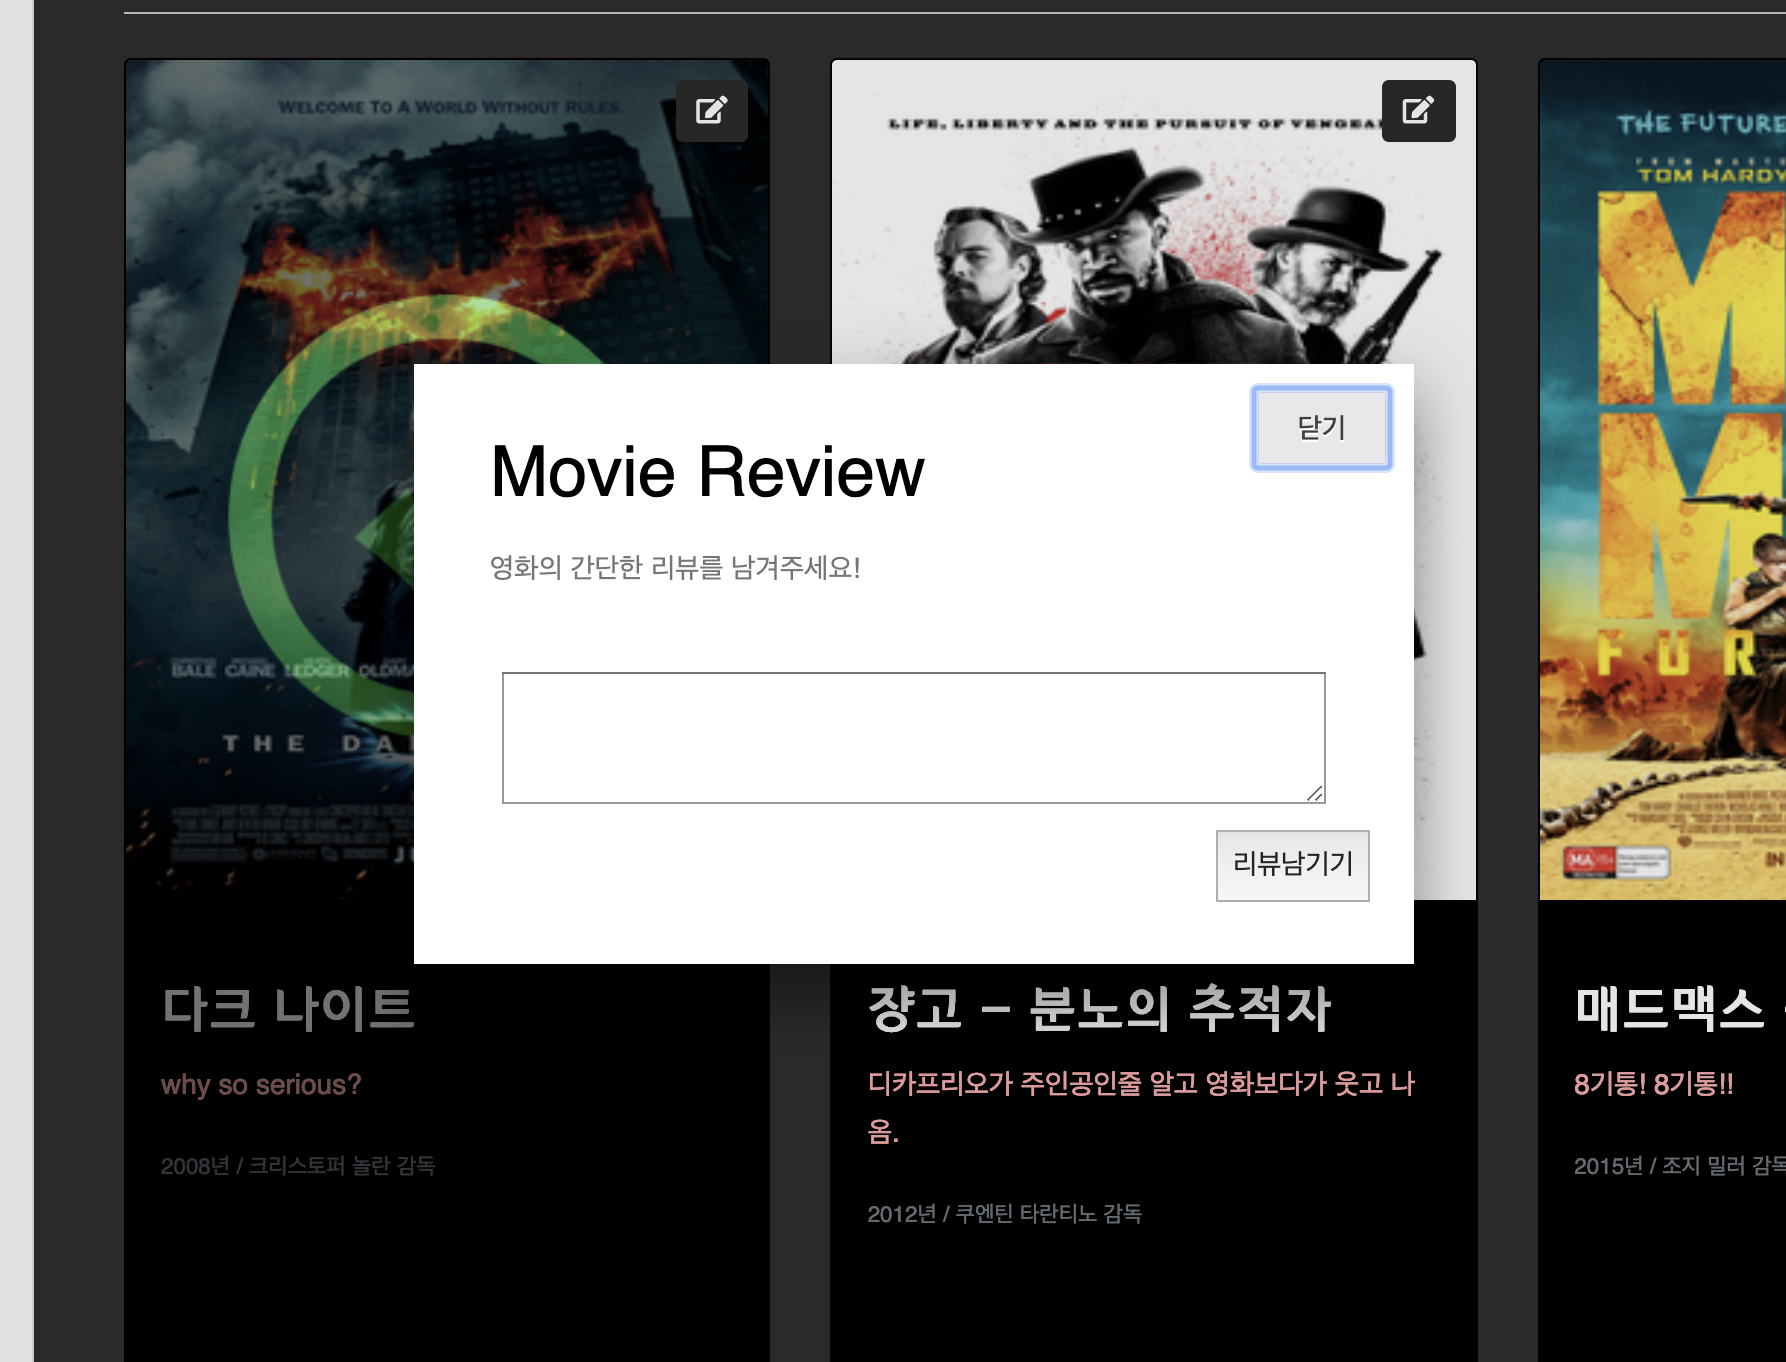 WELCOME TO A WORLD WITHOUT RULES.
LIFE, LIBERTY AND THE PURSUIT OF
THE FUTURE
TOM HARDY
M
M
FUR
닫기
Movie Review
영화의 간단한 리뷰를 남겨주세요!
BALE CAINE LEDGER
THE DA
리뷰남기기
MA
IN
다크 나이트
why so serious?
2008년 / 크리스토퍼 놀란 감독
쟝고 – 분노의 추적자
디카프리오가 주인공인줄 알고 영화보다가 웃고 나
옴.
2012년 / 쿠엔틴 타란티노 감독
매드맥스
8기통! 8기통!!
2015년 / 조지 밀러 감독